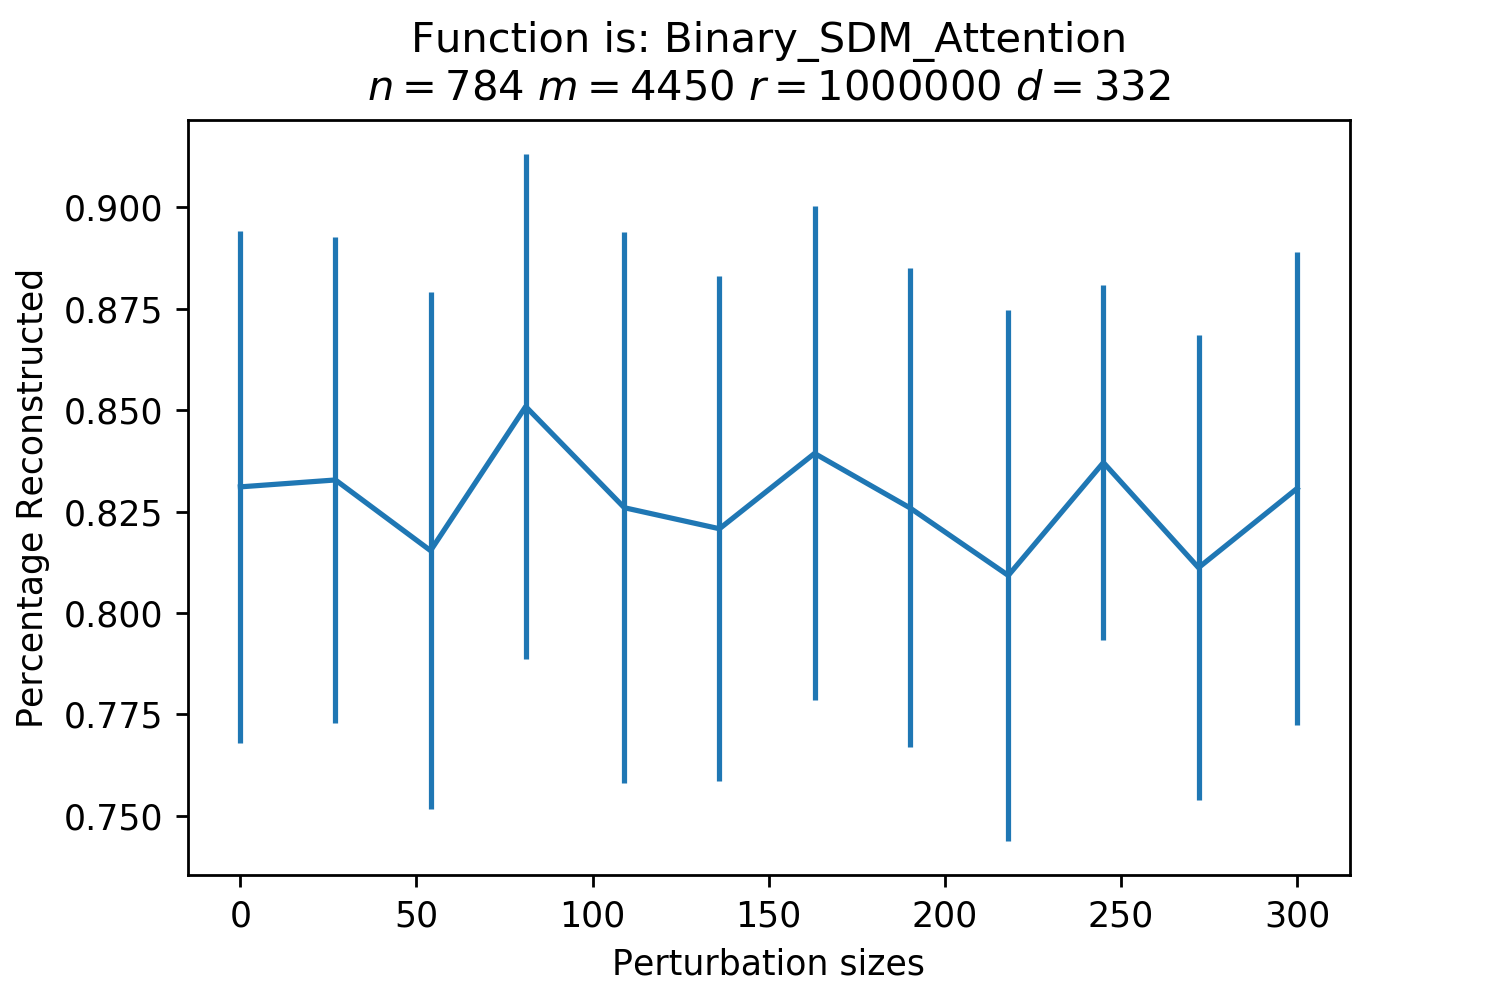 Function is: Binary_SDM_Attention
n = 784 m = 4450 r = 1000000 d = 332
Percentage Reconstructed
0.900
0.875
0.850
0.825
0.800
0.775
0.750
0 50 100 150 200 250 300
Perturbation sizes